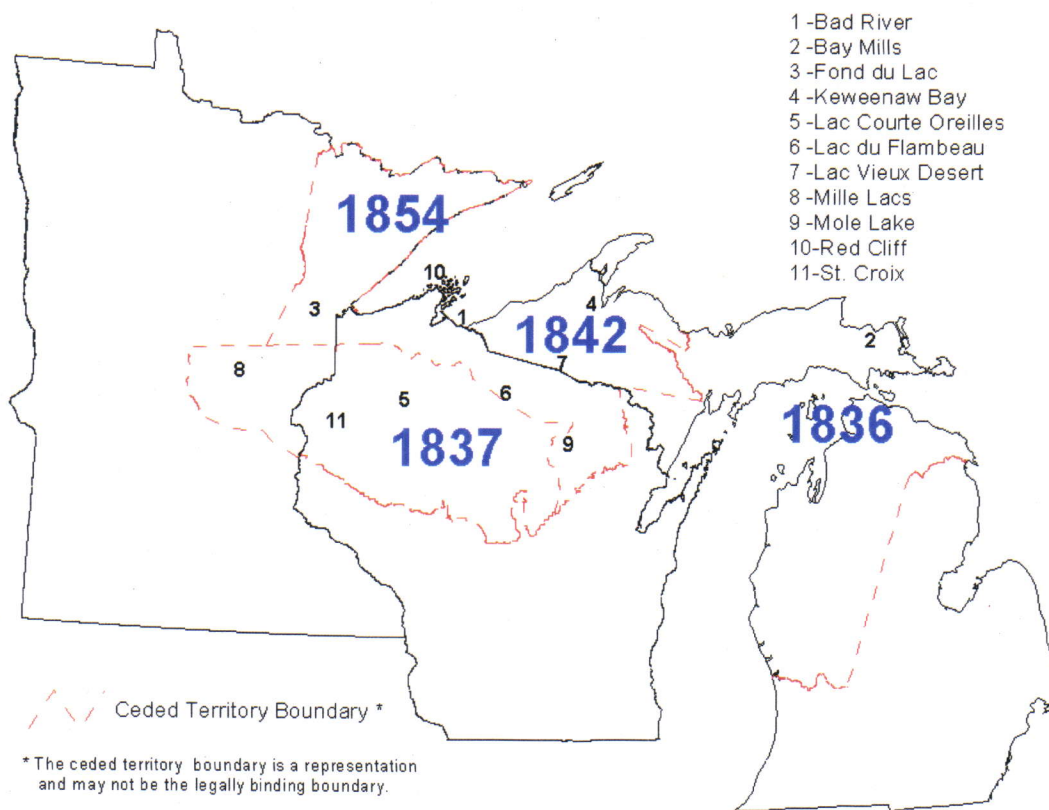 1 -Bad River
2 -Bay Mills
3 -Fond du Lac
4 -Keweenaw Bay
5 -Lac Courte Oreilles
6 -Lac du Flambeau
7 -Lac Vieux Desert
8 -Mille Lacs
9 -Mole Lake
10-Red Cliff
11-St. Croix
1854
10
3
1
4
1842
2
7
8
5
6
11
1837
9
1836
Ceded Territory Boundary *
* The ceded territory boundary is a representation
and may not be the legally binding boundary.